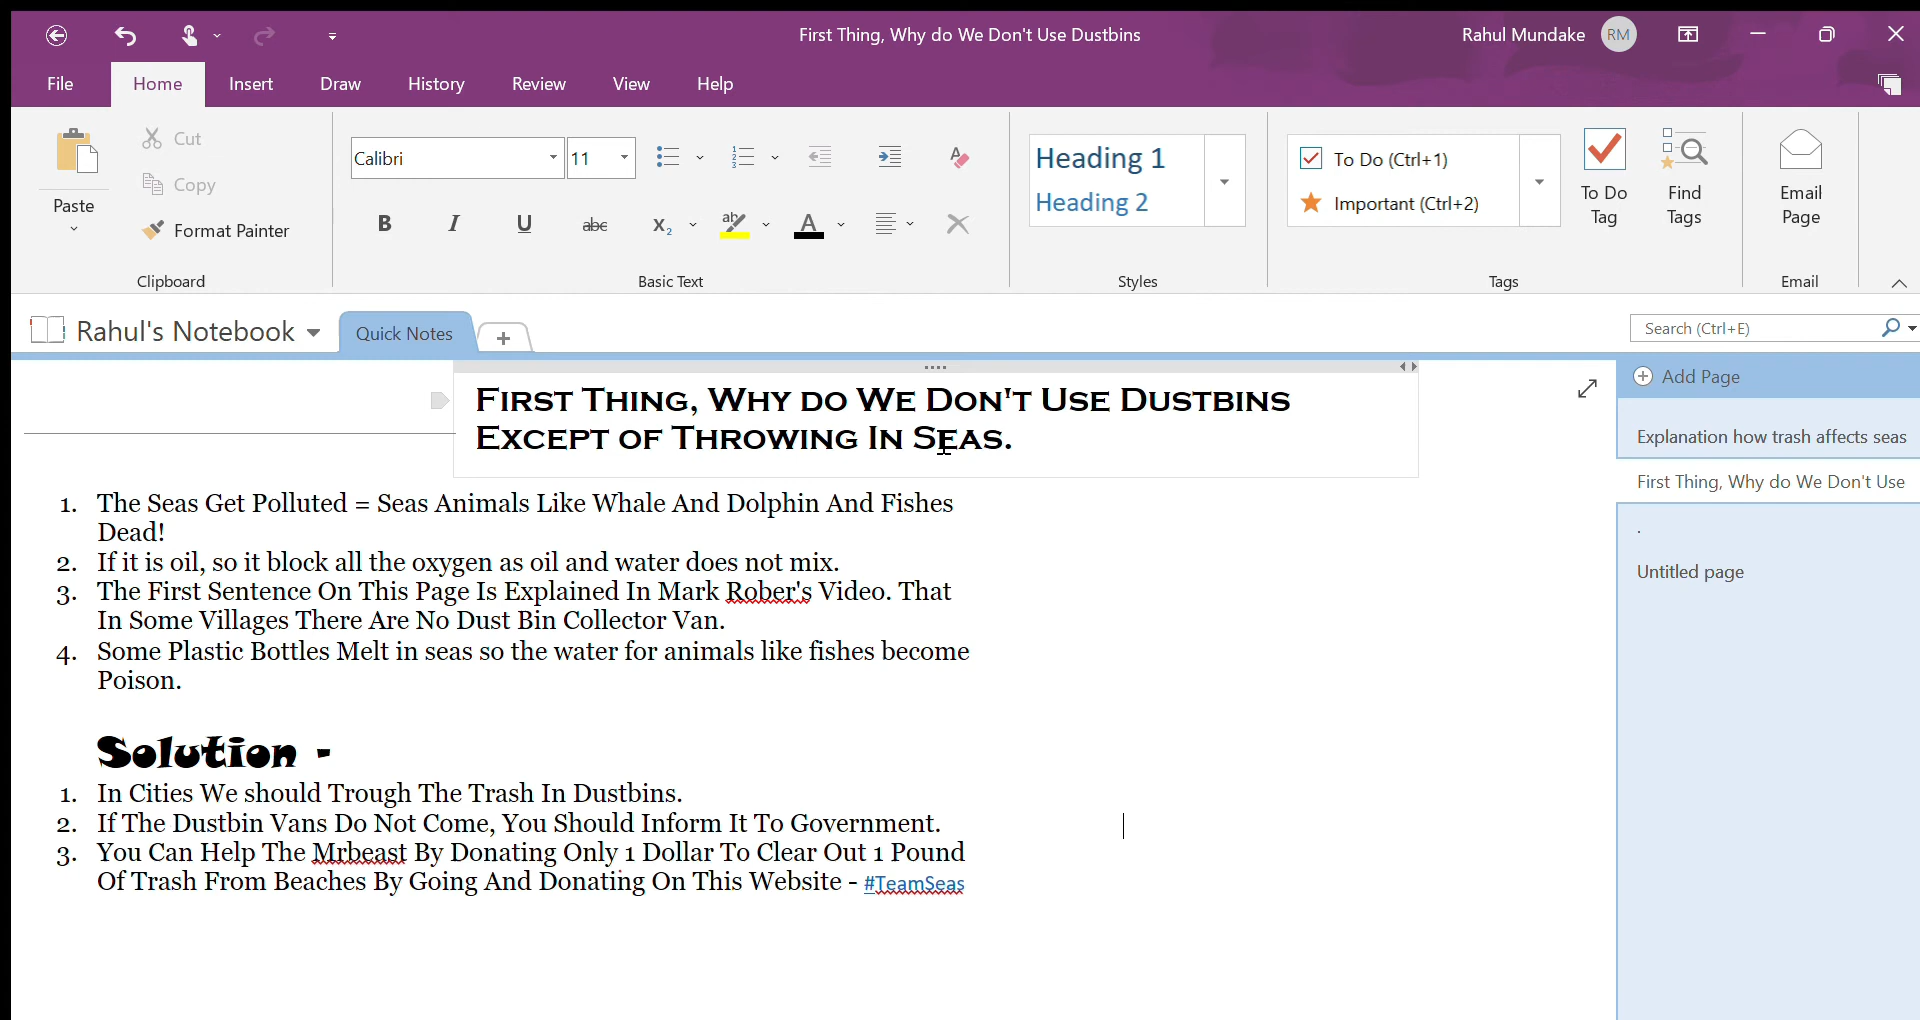 First Thing, Why do We Don't Use Dustbins
Rahul Mundake
RM
File
Home
Insert
Draw
History
Review
View
Help
Paste
Cut
Copy
Format Painter
Clipboard
Calibri
11
B
I
U
abc
X₂
ab
A
Basic Text
Heading 1
Heading 2
Styles
To Do (Ctrl+1)
Important (Ctrl+2)
To Do
Tag
Find
Tags
Tags
Email
Page
Email
Rahul's Notebook
Quick Notes
+
Search (Ctrl+E)
First Thing, Why do We Don't Use Dustbins
Except of Throwing In Seas.
Add Page
Explanation how trash affects seas
First Thing, Why do We Don't Use
.
Untitled page
1. The Seas Get Polluted = Seas Animals Like Whale And Dolphin And Fishes
Dead!
2. If it is oil, so it block all the oxygen as oil and water does not mix.
3. The First Sentence On This Page Is Explained In Mark Rober's Video. That
In Some Villages There Are No Dust Bin Collector Van.
4. Some Plastic Bottles Melt in seas so the water for animals like fishes become
Poison.
Solution -
1. In Cities We should Trough The Trash In Dustbins.
2. If The Dustbin Vans Do Not Come, You Should Inform It To Government.
3. You Can Help The Mrbeast By Donating Only 1 Dollar To Clear Out 1 Pound
Of Trash From Beaches By Going And Donating On This Website - #TeamSeas